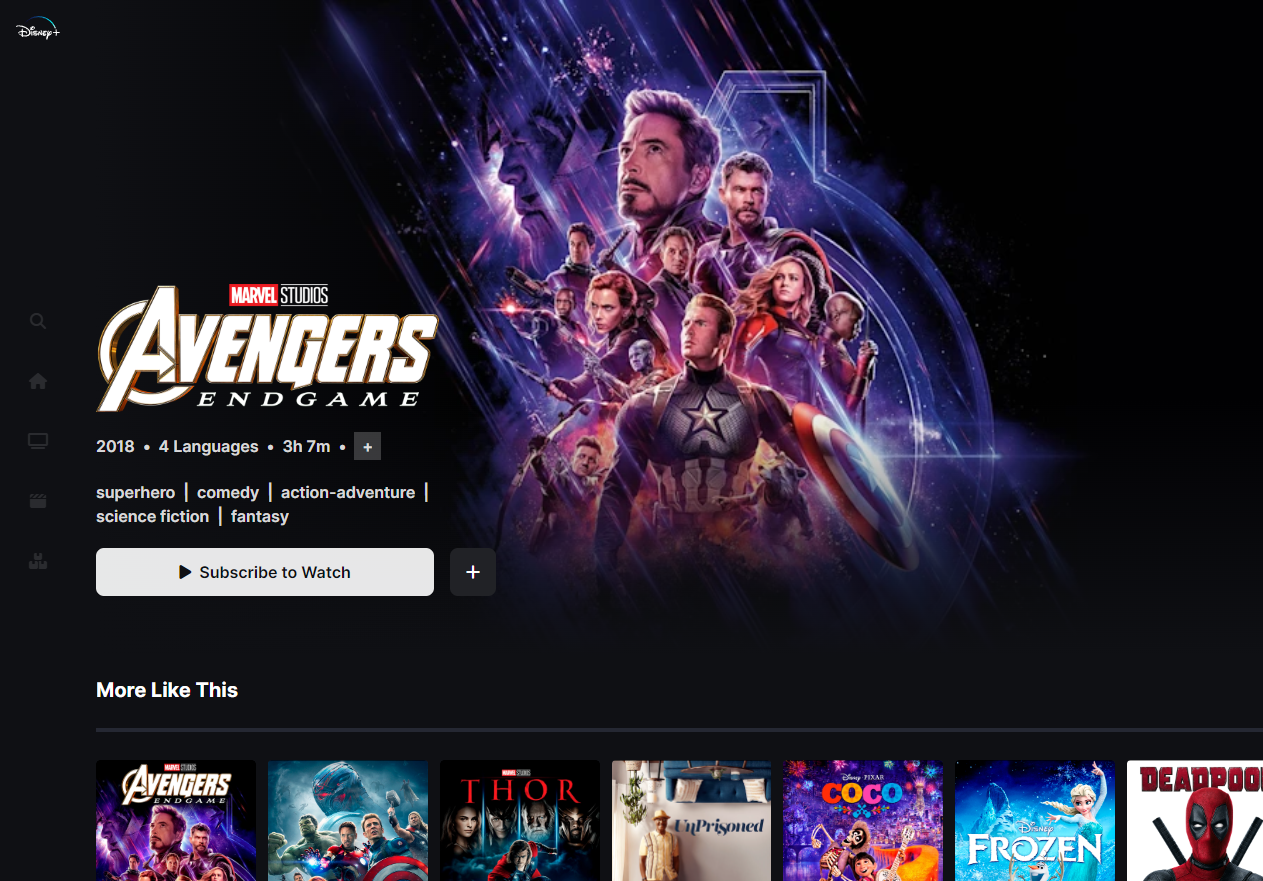 Disney+
MARVEL STUDIOS
AVENGERS
ENDGAME
2018 • 4 Languages • 3h 7m • +
superhero | comedy | action-adventure |
science fiction | fantasy
Subscribe to Watch
+
More Like This
MARVEL STUDIOS
AVENGERS
ENDGAME
MARVEL STUDIOS
THOR
UnPrisoned
Disney PIXAR
COCO
Disney
FROZEN
DEADPOO